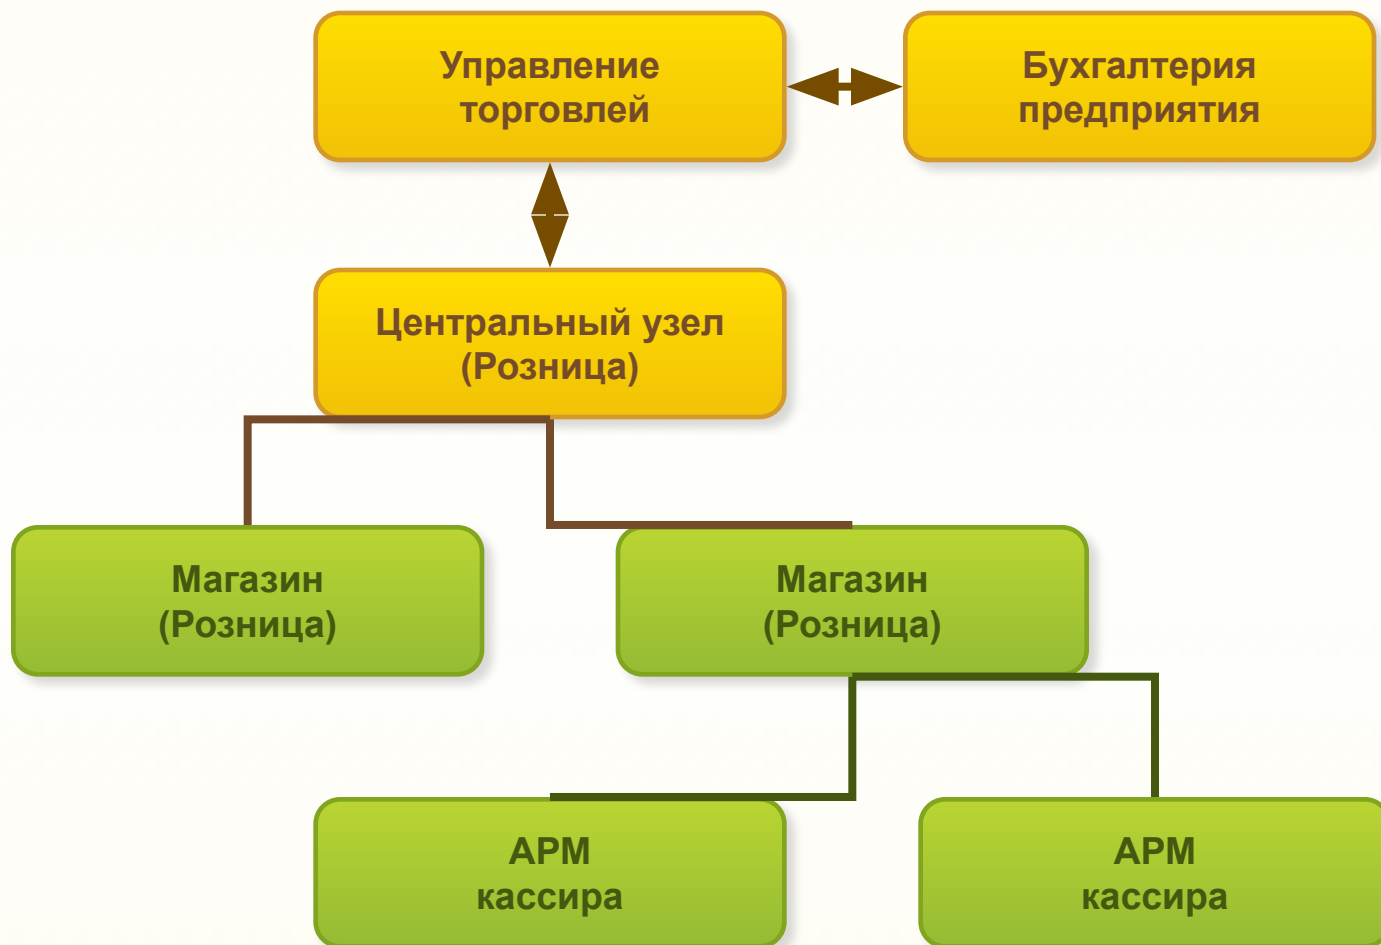 Управление
торговлей
Бухгалтерия
предприятия
Центральный узел
(Розница)
Магазин
(Розница)
Магазин
(Розница)
АРМ
кассира
АРМ
кассира